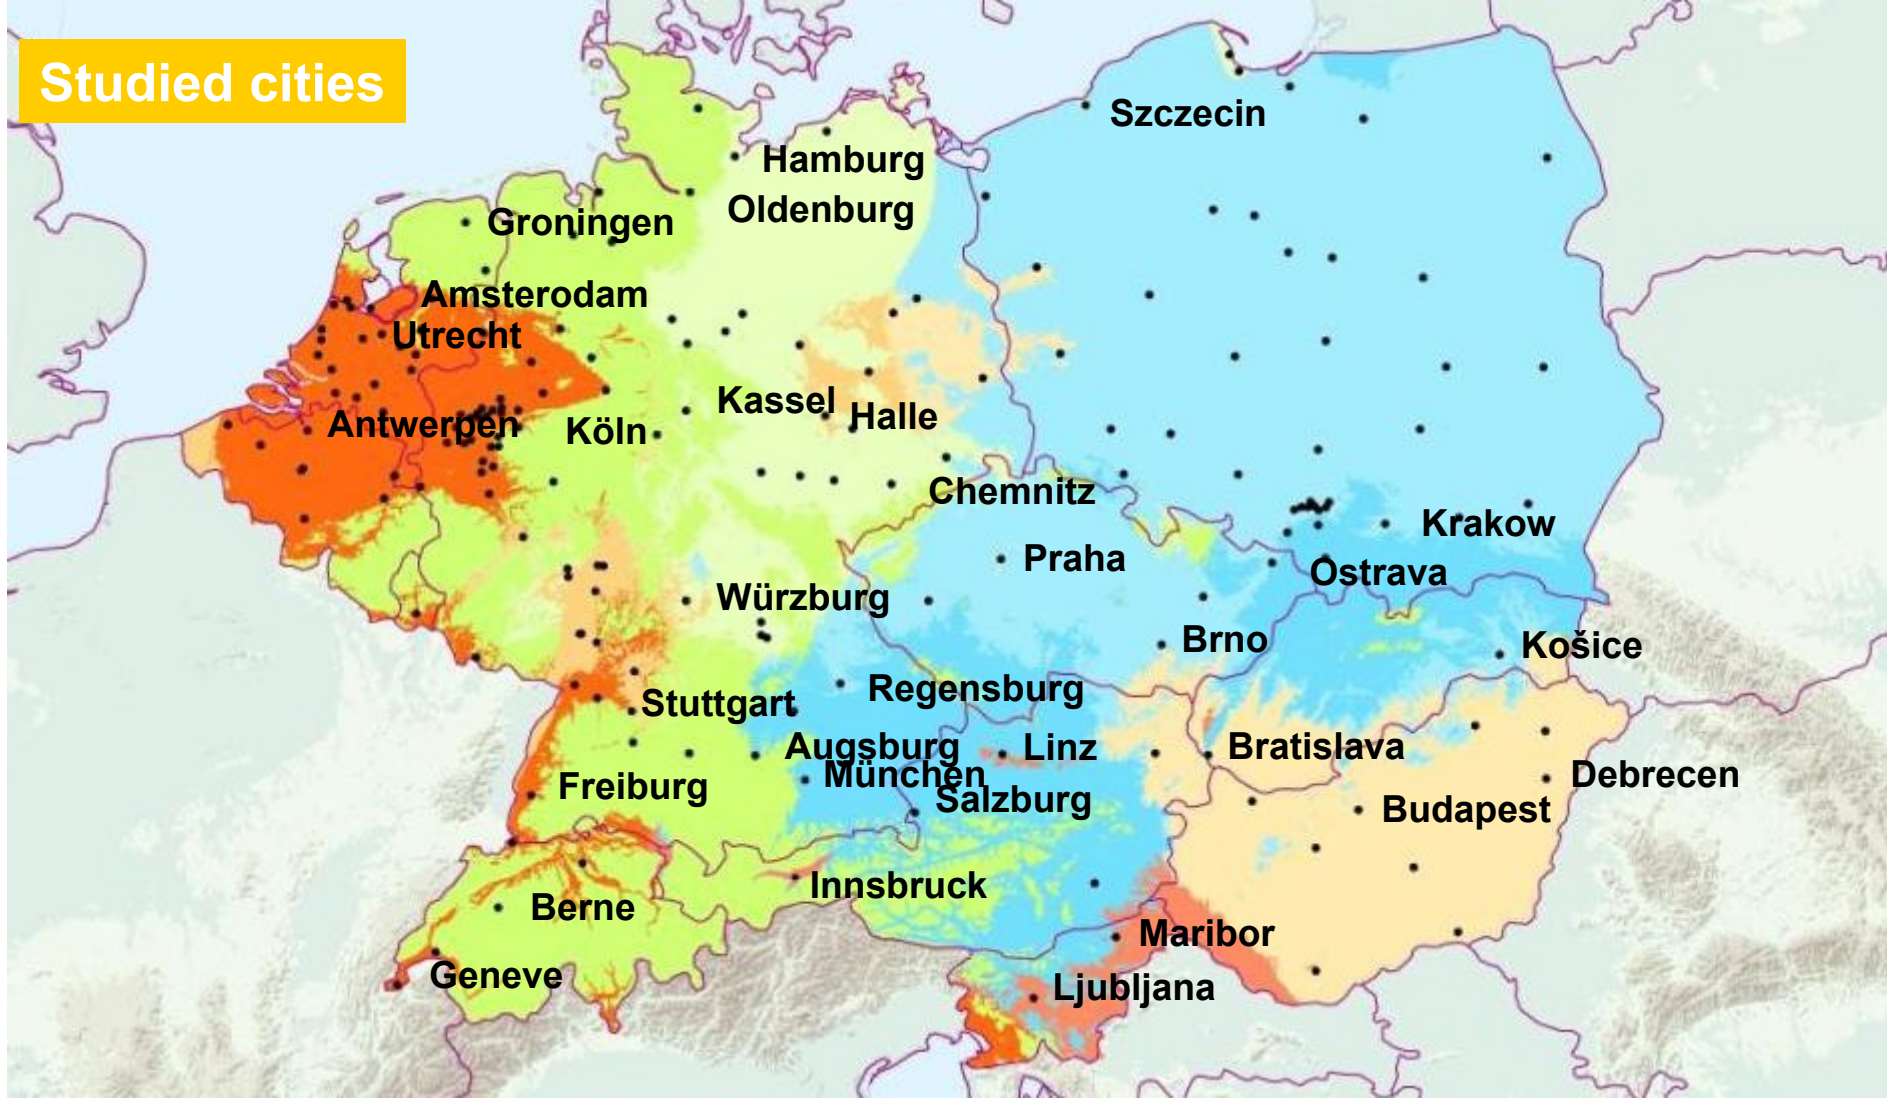 Studied cities
Szczecin
Hamburg
Oldenburg
Groningen
Amsterodam
Utrecht
Kassel
Halle
Antwerpen
Köln
Chemnitz
Krakow
Praha
Ostrava
Würzburg
Brno
Košice
Regensburg
Stuttgart
Augsburg
Linz
Bratislava
München
Debrecen
Freiburg
Salzburg
Budapest
Innsbruck
Berne
Maribor
Geneve
Ljubljana